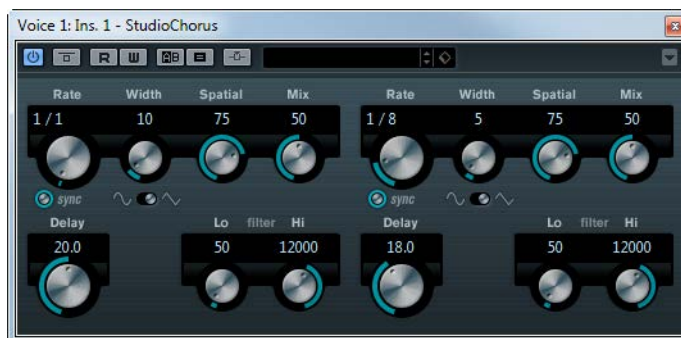 Voice 1: Ins. 1 - StudioChorus
R W A B
Rate Width Spatial Mix Rate Width Spatial Mix
1 / 1 10 75 50 1 / 8 5 75 50
sync sync
Delay Lo filter Hi Delay Lo filter Hi
20.0 50 12000 18.0 50 12000